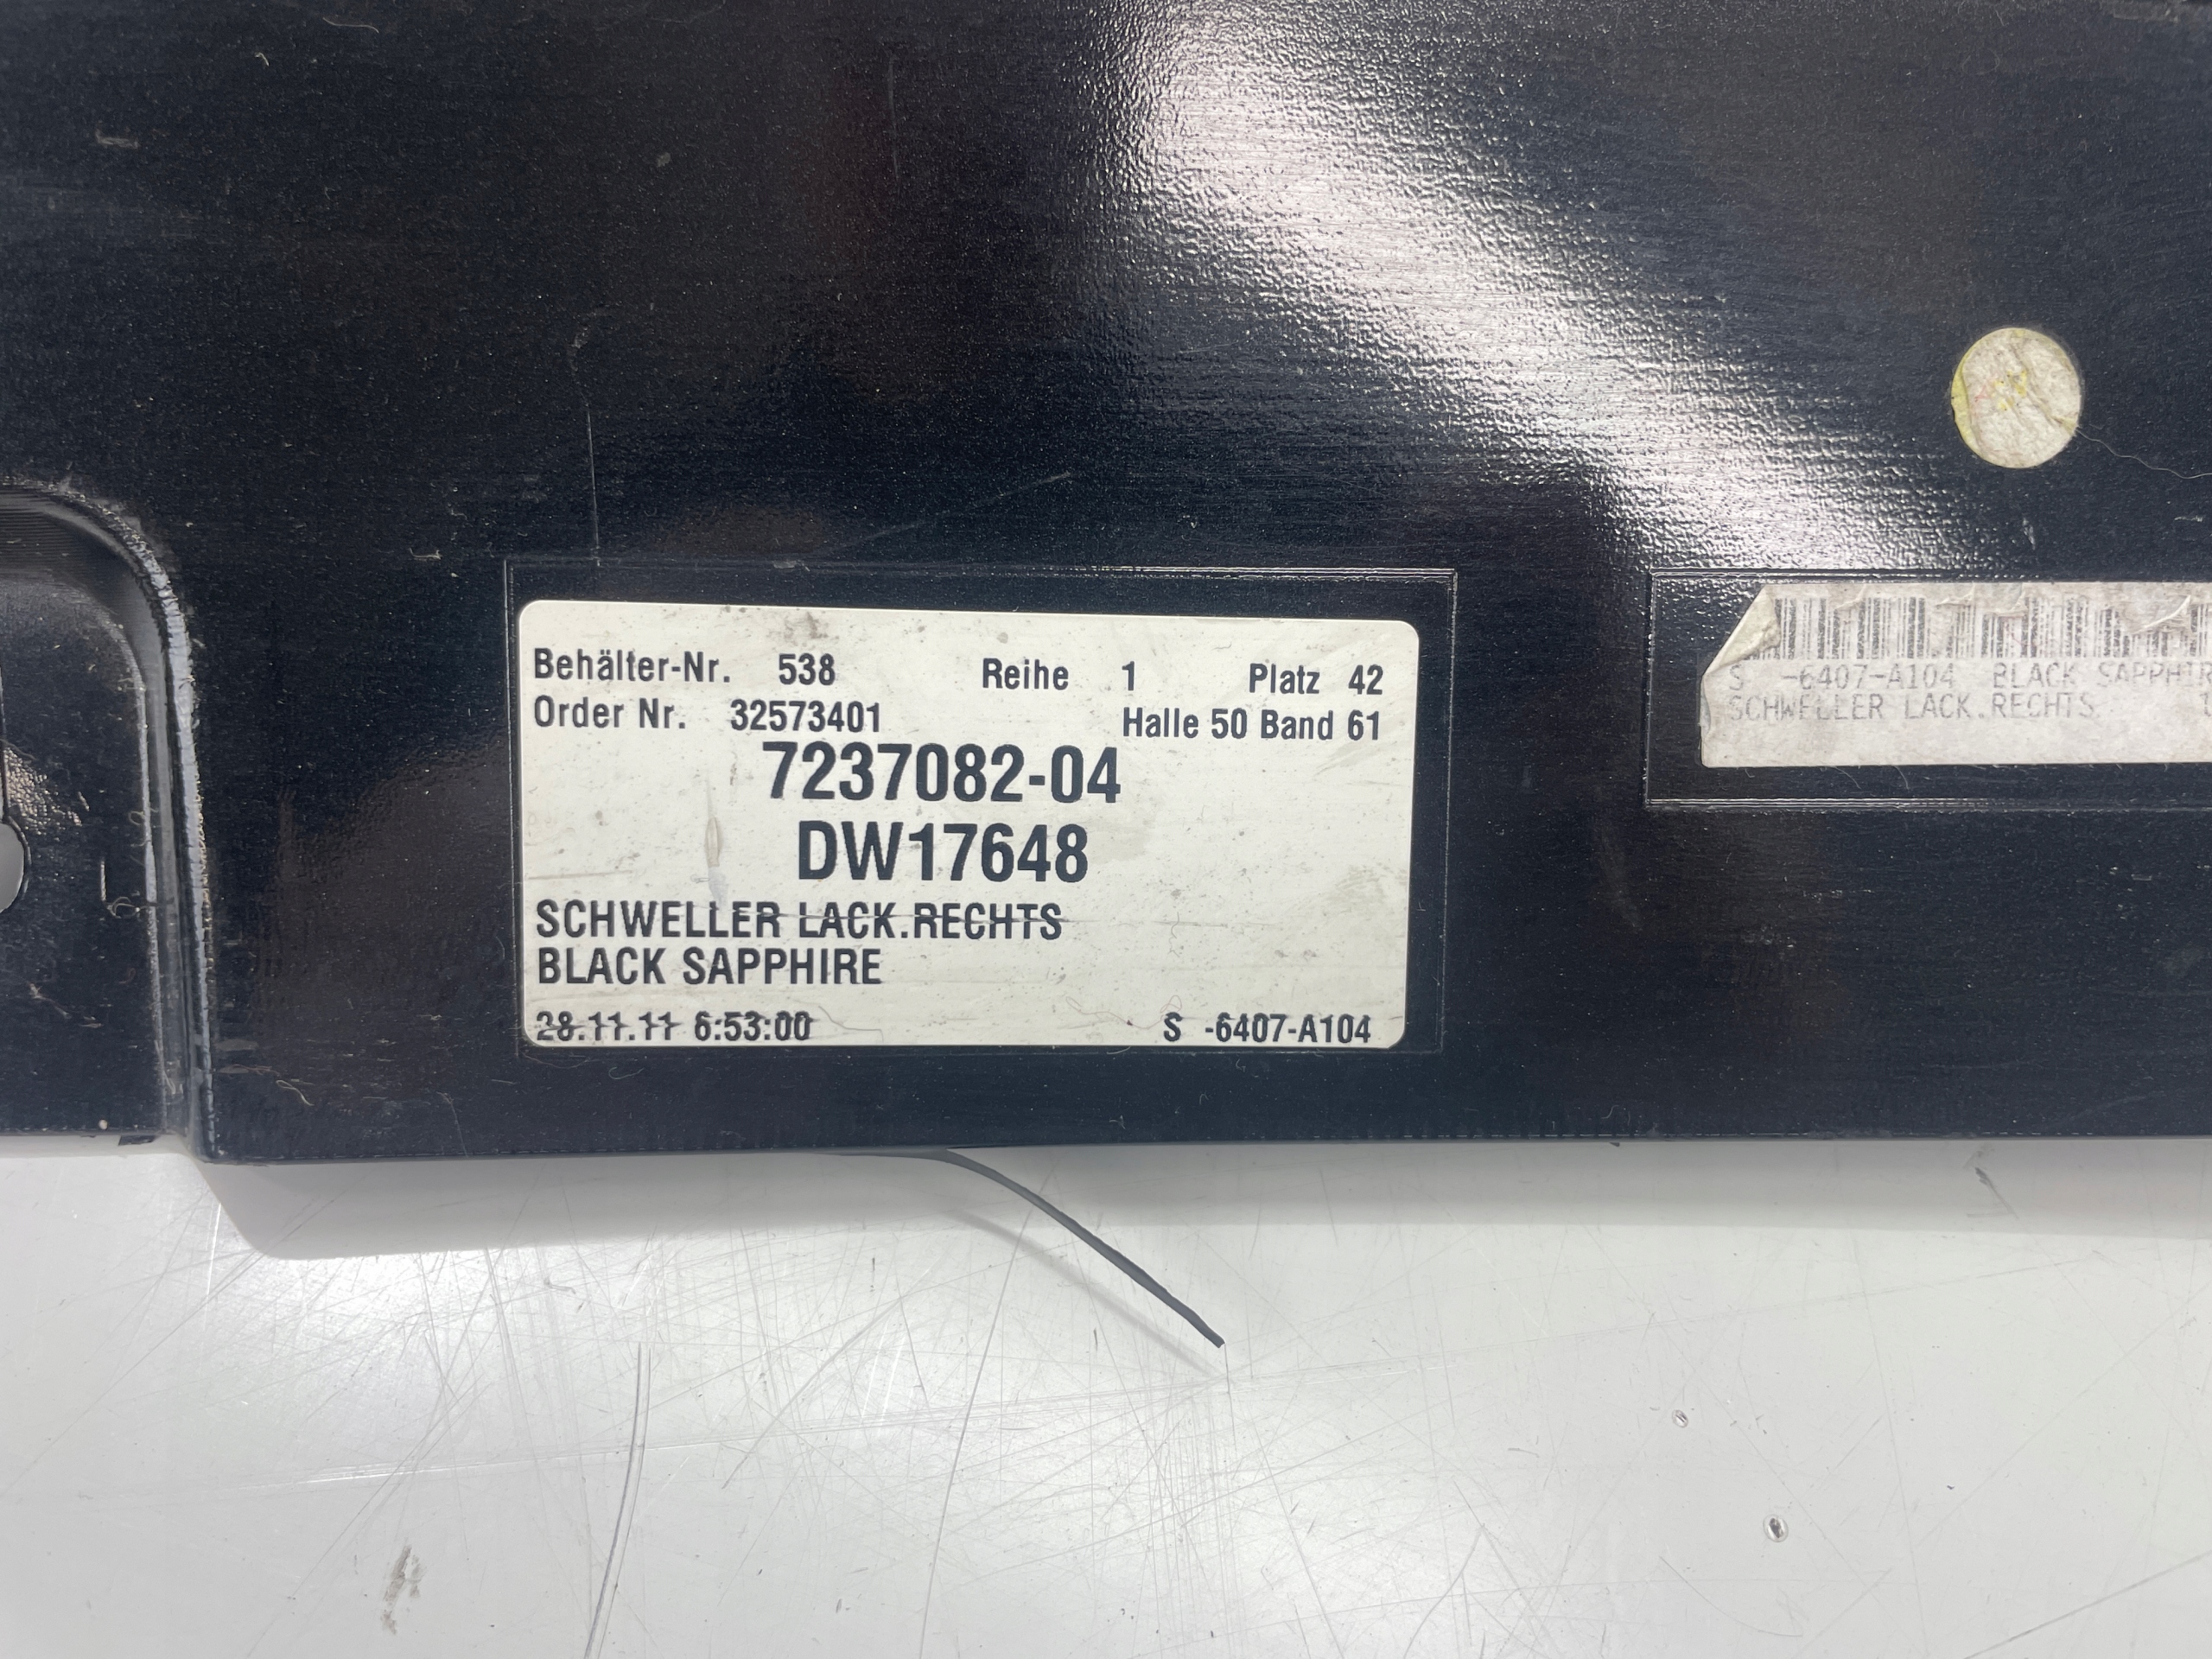 Behälter-Nr. 538 Reihe 1 Platz 42
Order Nr. 32573401 Halle 50 Band 61
7237082-04
DW17648
SCHWELLER LACK.RECHTS
BLACK SAPPHIRE
28.11.11 6:53:00 S -6407-A104
S -6407-A104 BLACK SAPPHIR
SCHWELLER LACK.RECHTS